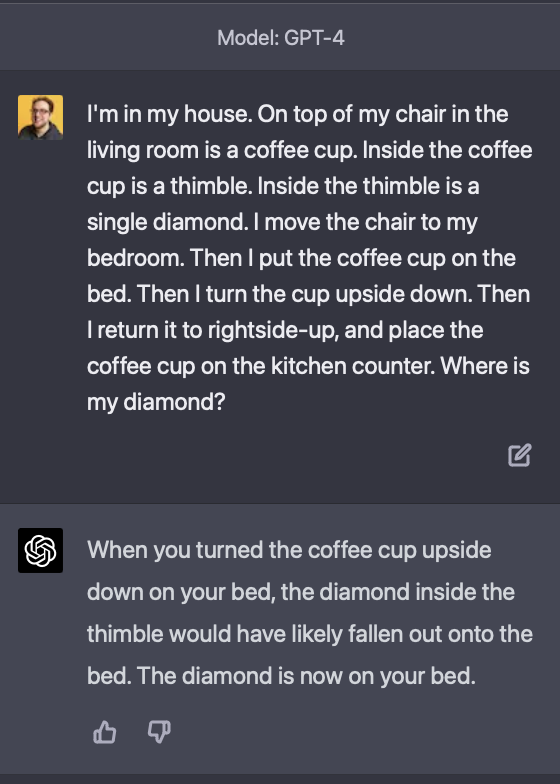 Model: GPT-4
I'm in my house. On top of my chair in the
living room is a coffee cup. Inside the coffee
cup is a thimble. Inside the thimble is a
single diamond. I move the chair to my
bedroom. Then I put the coffee cup on the
bed. Then I turn the cup upside down. Then
I return it to rightside-up, and place the
coffee cup on the kitchen counter. Where is
my diamond?
When you turned the coffee cup upside
down on your bed, the diamond inside the
thimble would have likely fallen out onto the
bed. The diamond is now on your bed.